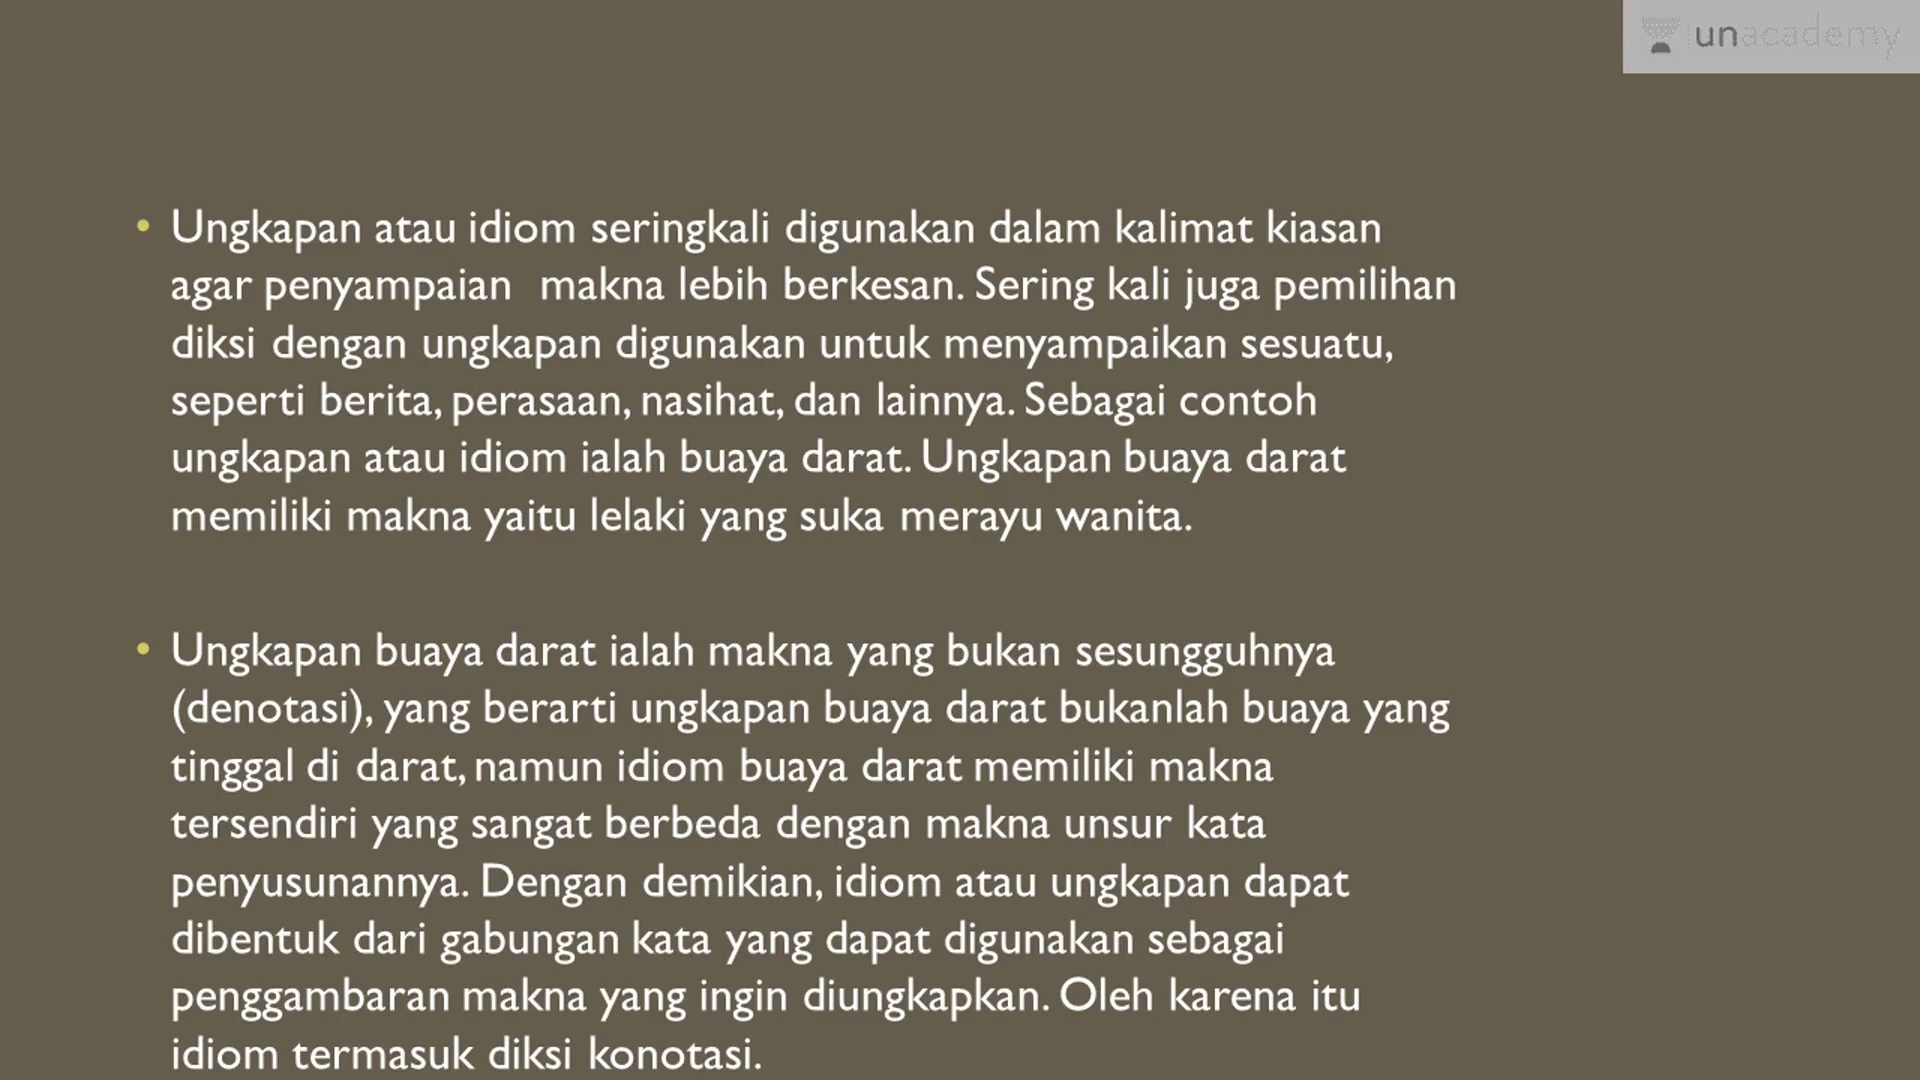 unacademy
• Ungkapan atau idiom seringkali digunakan dalam kalimat kiasan
agar penyampaian makna lebih berkesan. Sering kali juga pemilihan
diksi dengan ungkapan digunakan untuk menyampaikan sesuatu,
seperti berita, perasaan, nasihat, dan lainnya. Sebagai contoh
ungkapan atau idiom ialah buaya darat. Ungkapan buaya darat
memiliki makna yaitu lelaki yang suka merayu wanita.
• Ungkapan buaya darat ialah makna yang bukan sesungguhnya
(denotasi), yang berarti ungkapan buaya darat bukanlah buaya yang
tinggal di darat, namun idiom buaya darat memiliki makna
tersendiri yang sangat berbeda dengan makna unsur kata
penyusunannya. Dengan demikian, idiom atau ungkapan dapat
dibentuk dari gabungan kata yang dapat digunakan sebagai
penggambaran makna yang ingin diungkapkan. Oleh karena itu
idiom termasuk diksi konotasi.